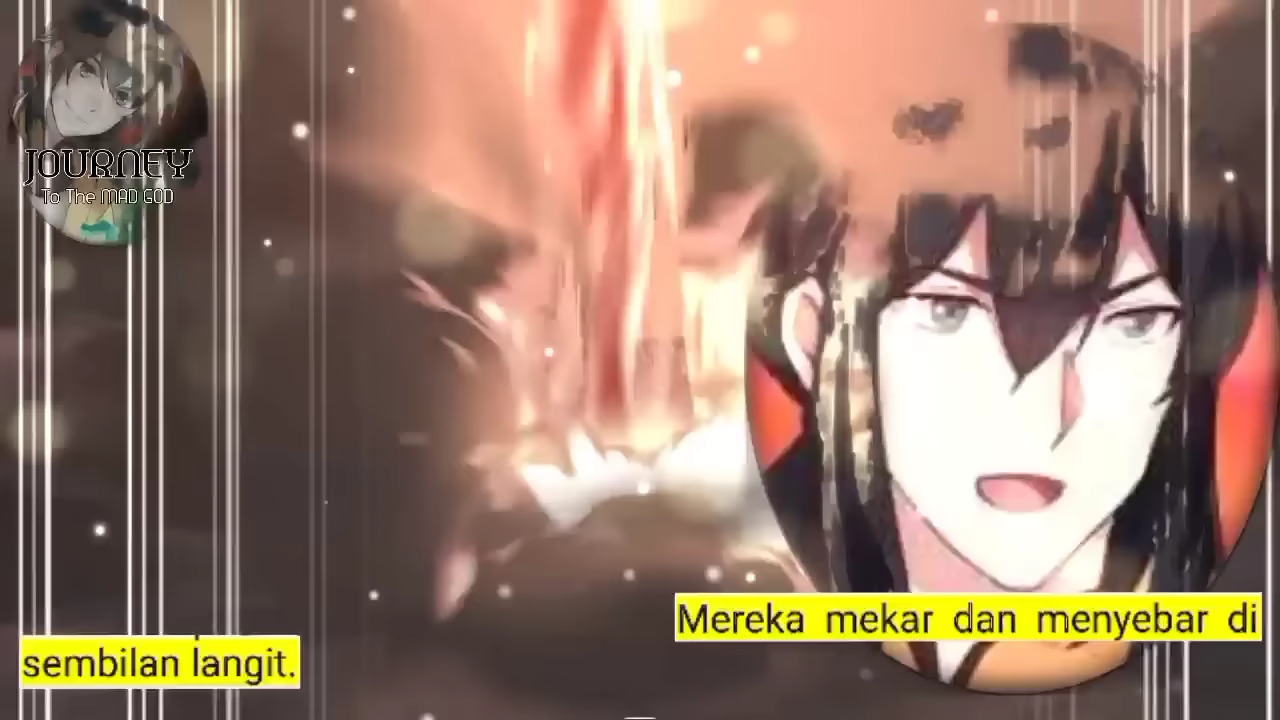 JOURNEY
To The MAD GOD
Mereka mekar dan menyebar di
sembilan langit.